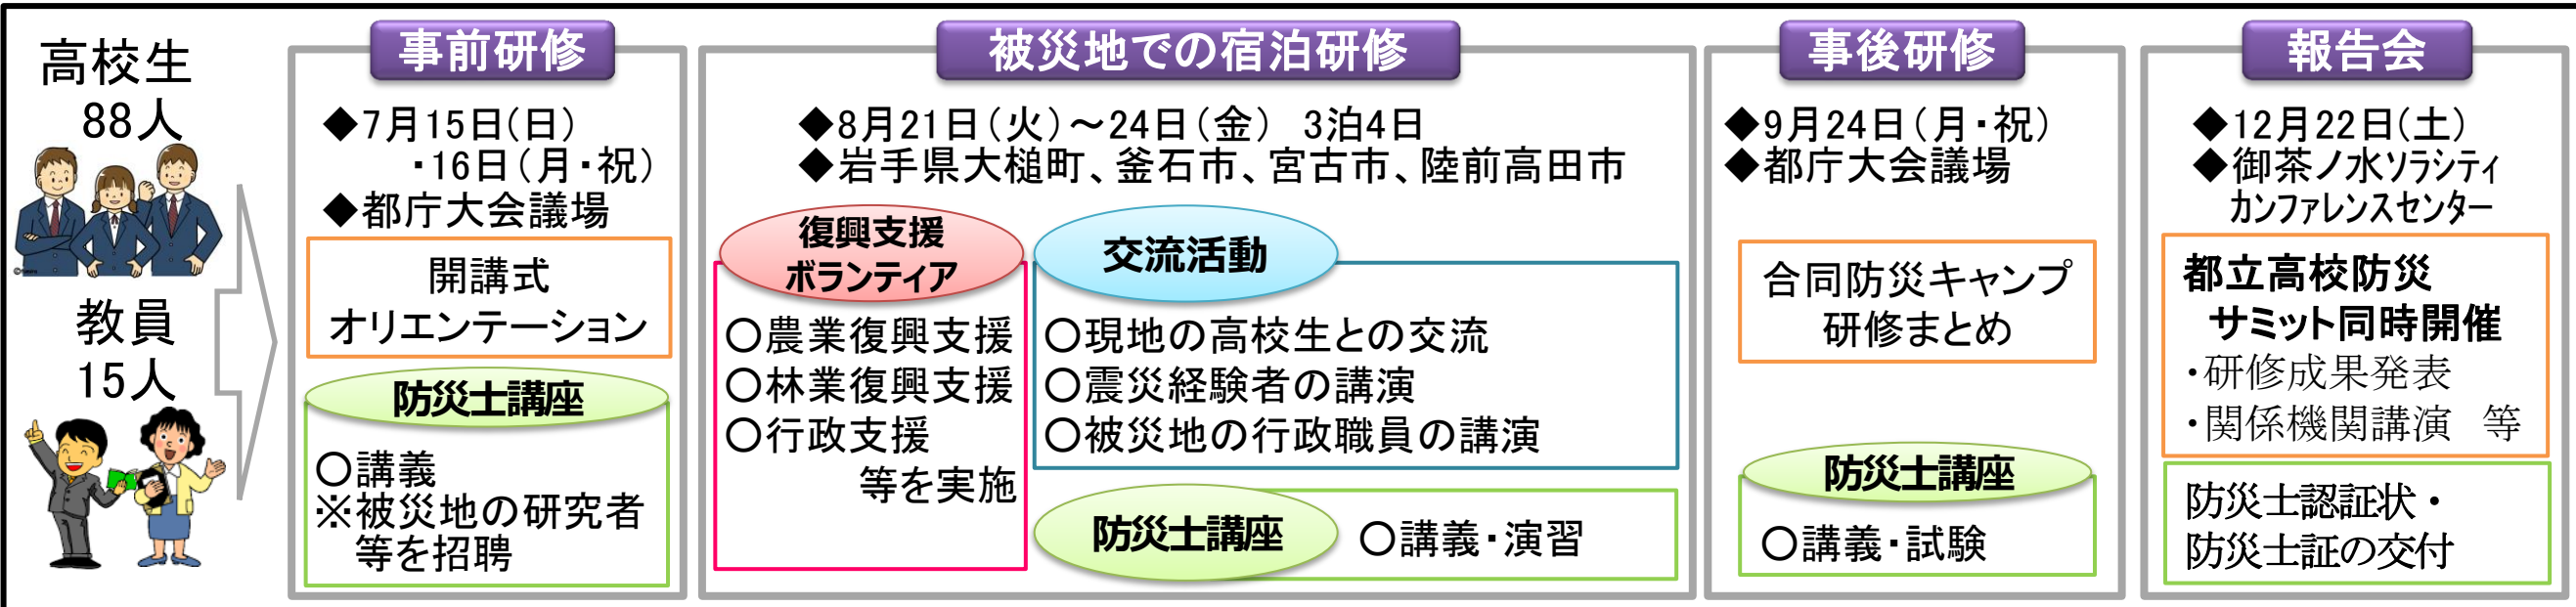 高校生
88人
教員
15人
事前研修
◆7月15日(日)
・16日(月・祝)
◆都庁大会議場
開講式
オリエンテーション
防災士講座
○講義
※被災地の研究者
等を招聘
被災地での宿泊研修
◆8月21日(火)～24日(金) 3泊4日
◆岩手県大槌町、釜石市、宮古市、陸前高田市
復興支援
ボランティア
○農業復興支援
○林業復興支援
○行政支援
等を実施
交流活動
○現地の高校生との交流
○震災経験者の講演
○被災地の行政職員の講演
防災士講座
○講義・演習
事後研修
◆9月24日(月・祝)
◆都庁大会議場
合同防災キャンプ
研修まとめ
防災士講座
○講義・試験
報告会
◆12月22日(土)
◆御茶ノ水ソラシティ
カンファレンスセンター
都立高校防災
サミット同時開催
・研修成果発表
・関係機関講演 等
防災士認証状・
防災士証の交付